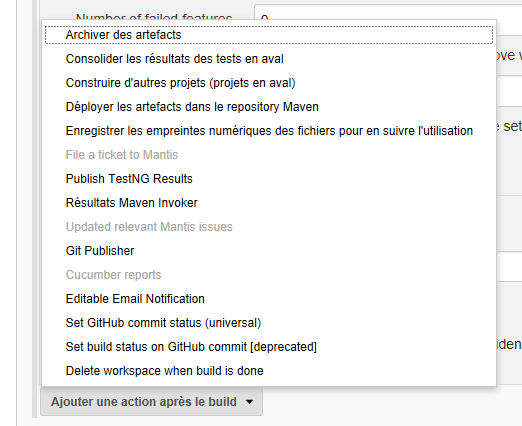 Number of failed features 0
Archiver des artefacts
Consolider les résultats des tests en aval
Construire d'autres projets (projets en aval)
Déployer les artefacts dans le repository Maven
Enregistrer les empreintes numériques des fichiers pour en suivre l'utilisation
File a ticket to Mantis
Publish TestNG Results
Résultats Maven Invoker
Updated relevant Mantis issues
Git Publisher
Cucumber reports
Editable Email Notification
Set GitHub commit status (universal)
Set build status on GitHub commit [deprecated]
Delete workspace when build is done
Ajouter une action après le build